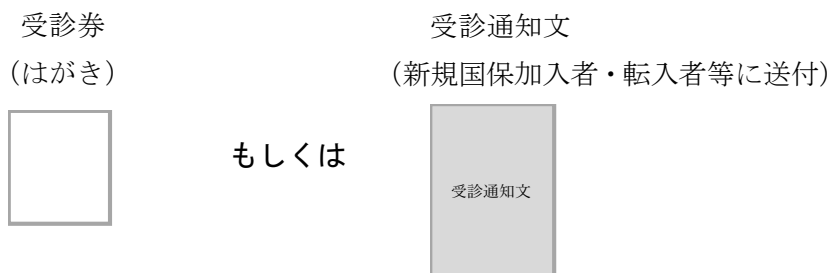 受診券
(はがき)
もしくは
受診通知文
(新規国保加入者・転入者等に送付)
受診通知文